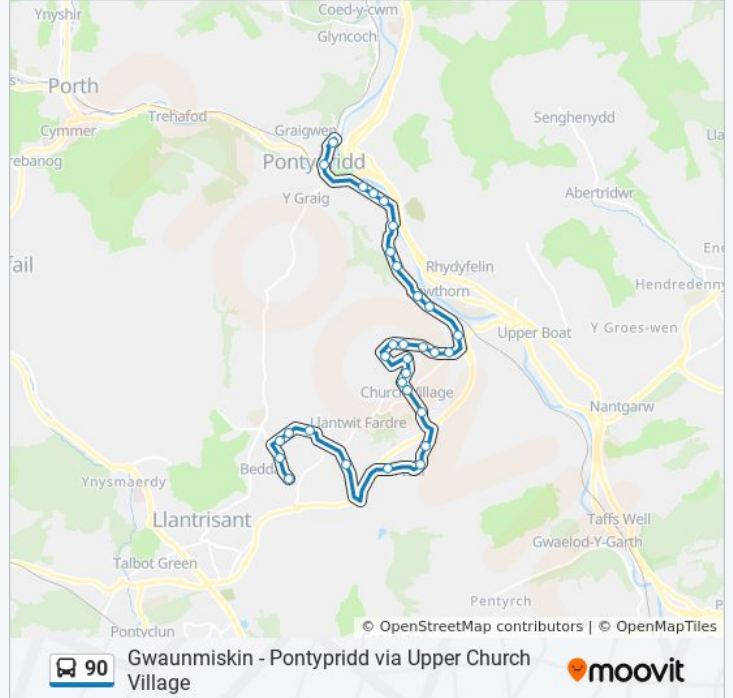 Coed-y-cwm
Ynyshir
Glyncoch
Porth
Trehafod
Cymmer
Graigwen
Senghenydd
Pontypridd
Abertridwr
Y Graig
Rhydyfelin
Upper Boat
Y Groes-wen
Church Village
Nantgarw
Llantwit Fardre
Ynysmaerdy
Llantrisant
Taffs Well
Gwaelod-Y-Garth
Talbot Green
Pentyrch
Pontyclun
© OpenStreetMap contributors | © OpenMapTiles
90
Gwaunmiskin - Pontypridd via Upper Church
Village
moovit